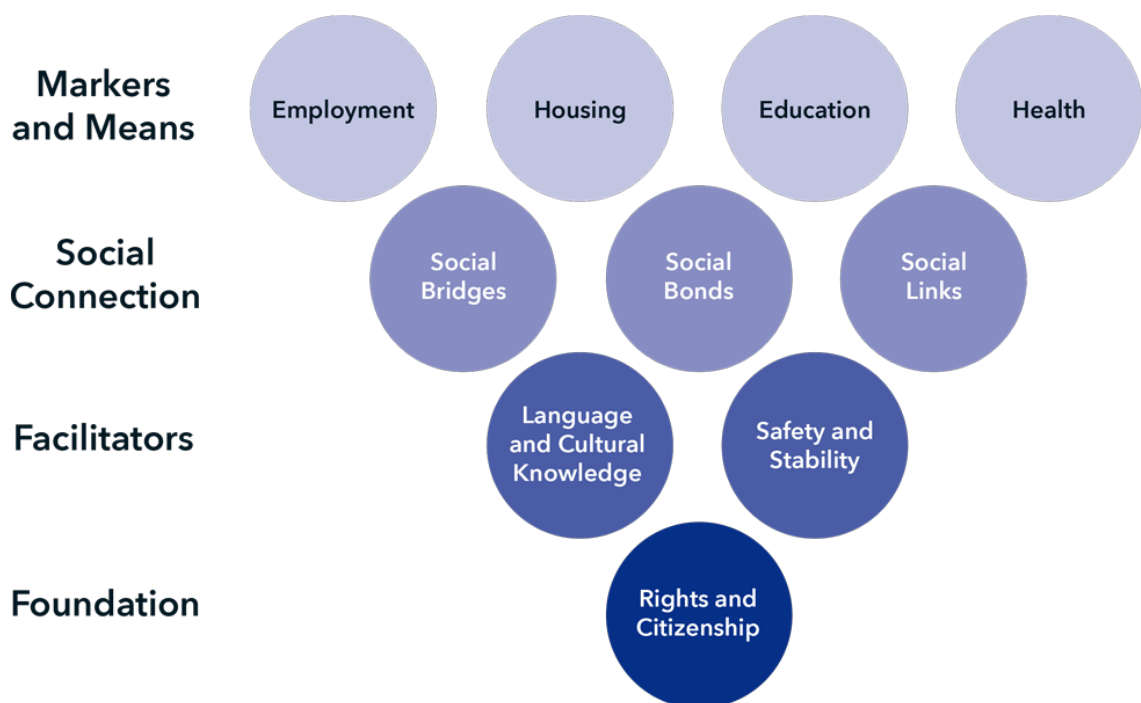 Markers
and Means
Employment
Housing
Education
Health
Social
Connection
Social
Bridges
Social
Bonds
Social
Links
Facilitators
Language
and Cultural
Knowledge
Safety and
Stability
Foundation
Rights and
Citizenship